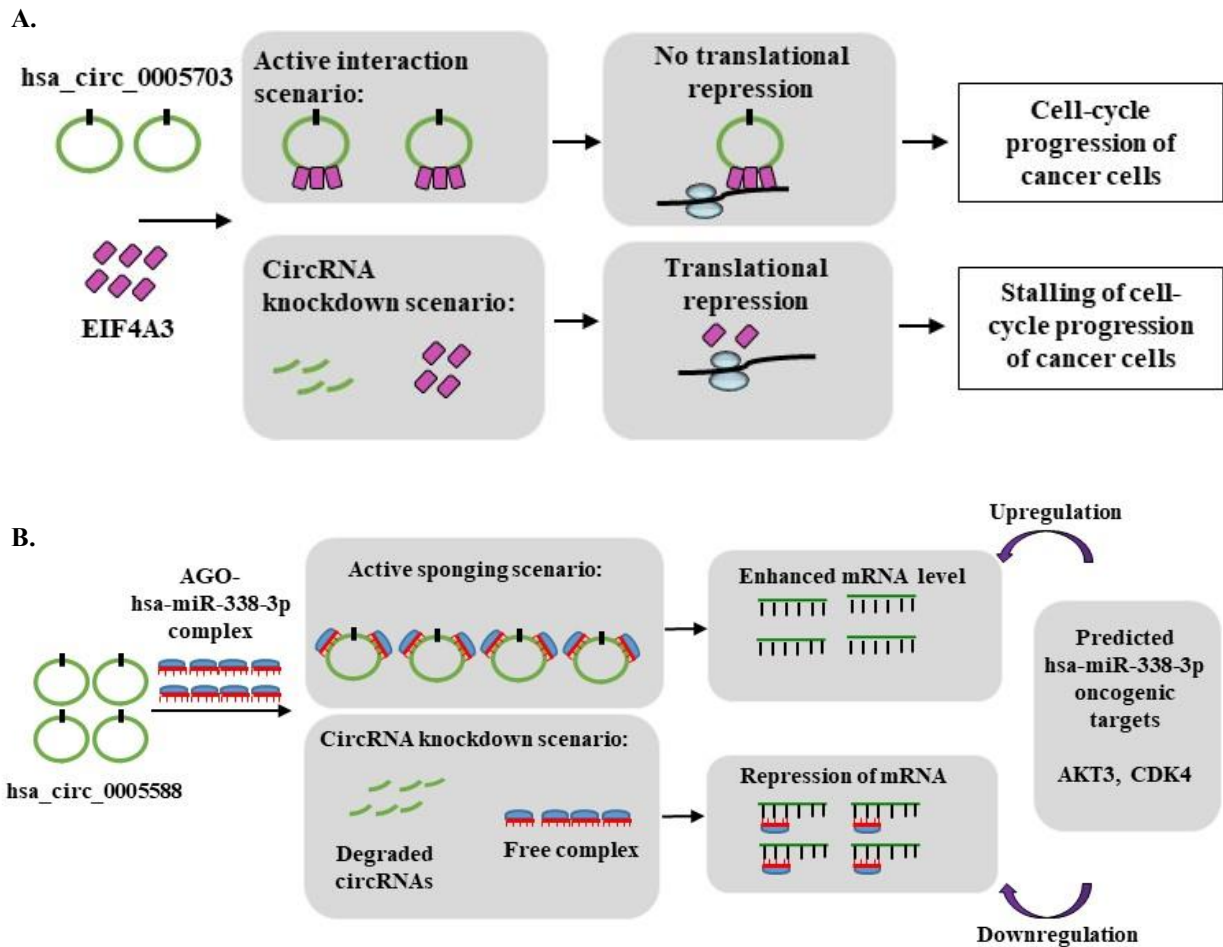 A.
hsa_circ_0005703
EIF4A3
Active interaction
scenario:
No translational
repression
Cell-cycle
progression of
cancer cells
CircRNA
knockdown scenario:
Translational
repression
Stalling of cell-
cycle progression
of cancer cells
B.
AGO-
hsa-miR-338-3p
complex
hsa_circ_0005588
Active sponging scenario:
Enhanced mRNA level
Upregulation
CircRNA knockdown scenario:
Degraded
circRNAs
Free complex
Repression of mRNA
Predicted
hsa-miR-338-3p
oncogenic
targets
AKT3, CDK4
Downregulation